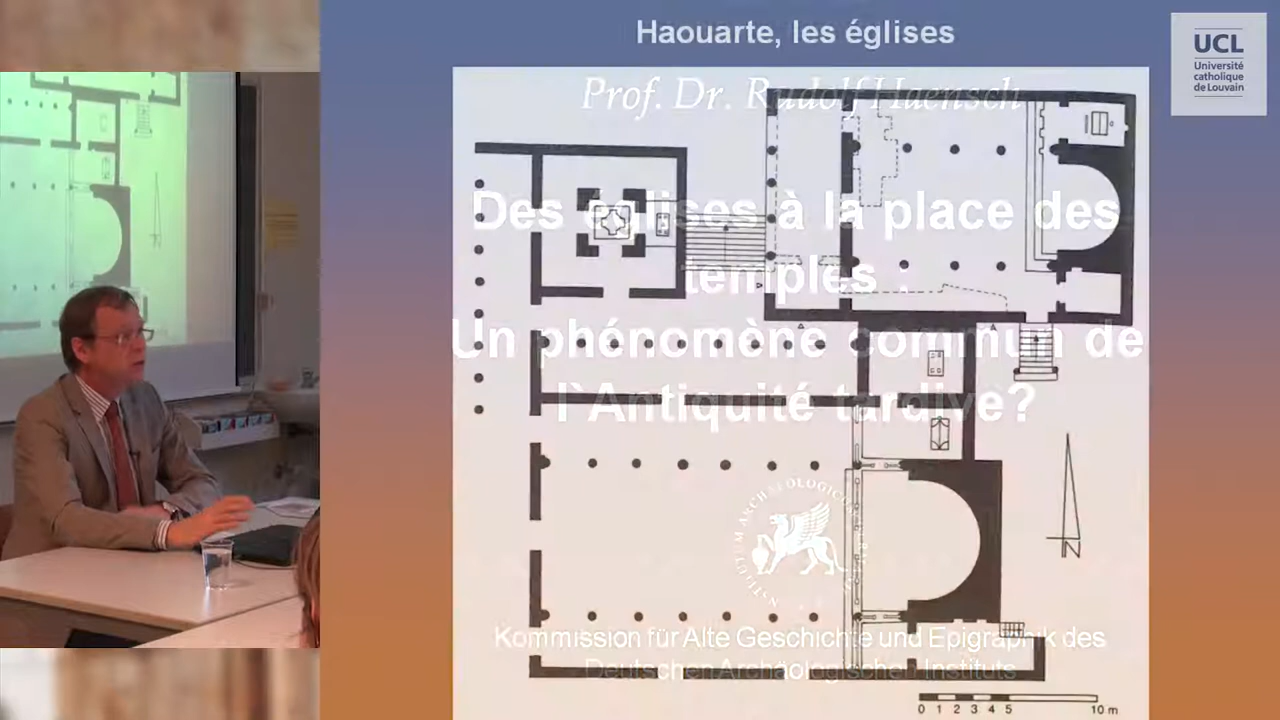 Haouarte, les églises
UCL
Université
catholique
de Louvain
Prof. Dr. Rudolf Haensch
Des églises à la place des
temples :
Un phénomène commun de
l`Antiquité tardive?
Kommission für Alte Geschichte und Epigraphik des
Deutschen Archäologischen Instituts
N
0 1 2 3 4 5 10 m